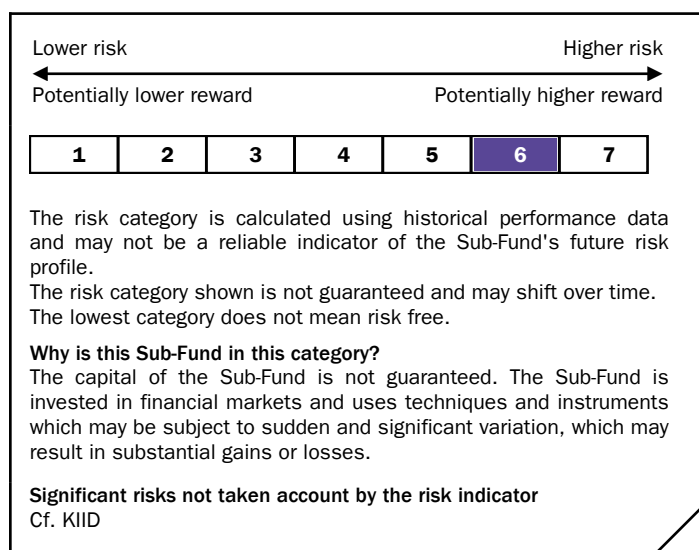 Lower risk Higher risk
Potentially lower reward Potentially higher reward
1 2 3 4 5 6 7
The risk category is calculated using historical performance data
and may not be a reliable indicator of the Sub-Fund's future risk
profile.
The risk category shown is not guaranteed and may shift over time.
The lowest category does not mean risk free.
Why is this Sub-Fund in this category?
The capital of the Sub-Fund is not guaranteed. The Sub-Fund is
invested in financial markets and uses techniques and instruments
which may be subject to sudden and significant variation, which may
result in substantial gains or losses.
Significant risks not taken account by the risk indicator
Cf. KIID